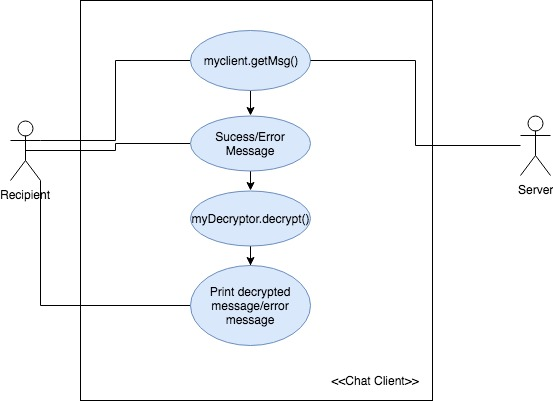 myclient.getMsg()
Sucess/Error
Message
Recipient
Server
myDecryptor.decrypt()
Print decrypted
message/error
message
<<Chat Client>>